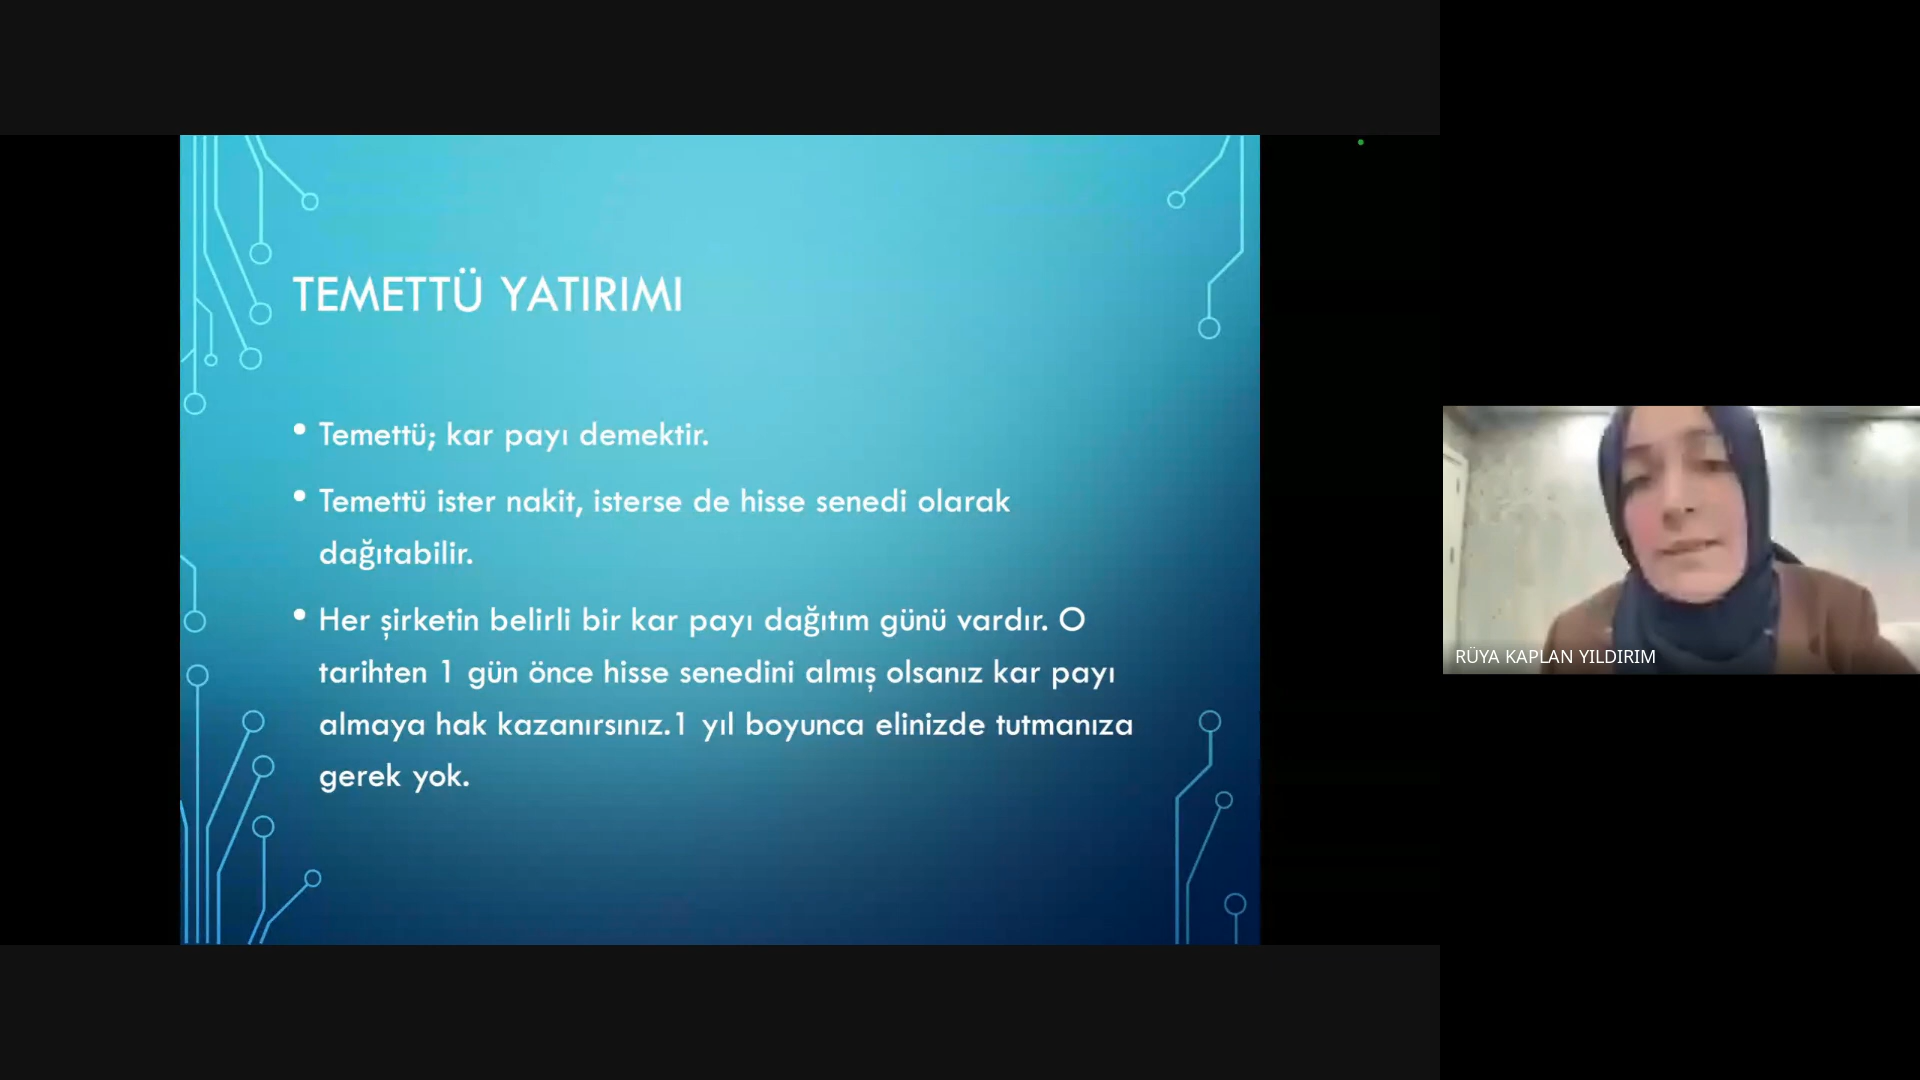 TEMETTÜ YATIRIMI
• Temettü; kar payı demektir.
• Temettü ister nakit, isterse de hisse senedi olarak
dağıtabilir.
• Her şirketin belirli bir kar payı dağıtım günü vardır. O
tarihten 1 gün önce hisse senedini almış olsanız kar payı
almaya hak kazanırsınız.1 yıl boyunca elinizde tutmanıza
gerek yok.
RÜYA KAPLAN YILDIRIM